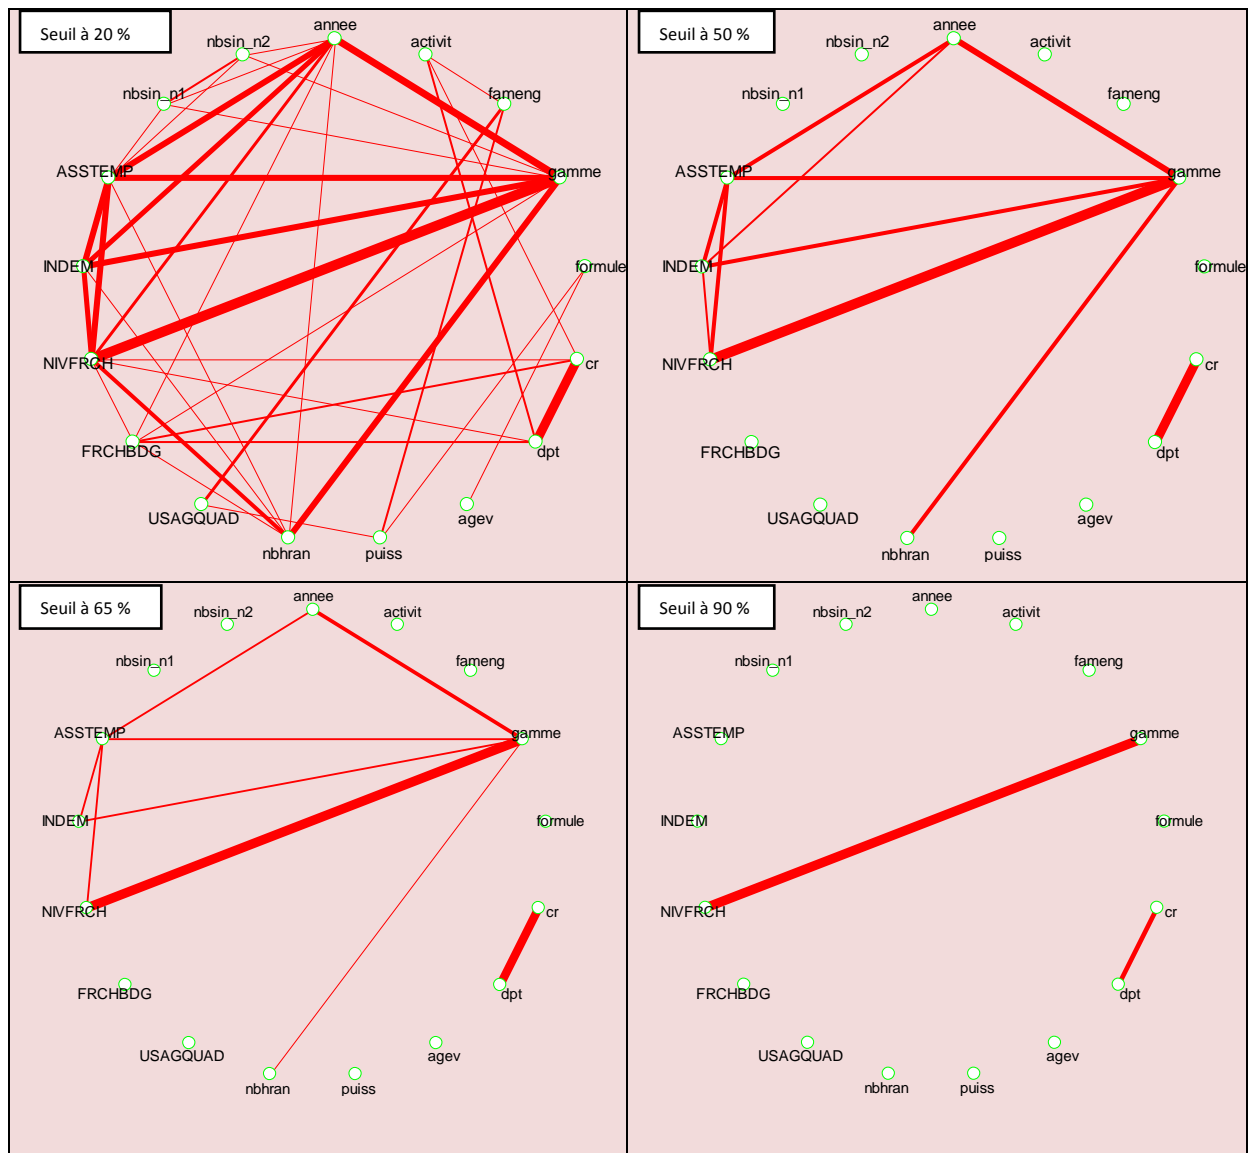 Seuil à 20 %
annee
nbsin_n2
activit
nbsin_n1
fameng
ASSTEMP
gamme
INDEM
formule
NIVFRCH
cr
FRCHBDG
dpt
USAGQUAD
agev
nbhran
puiss
Seuil à 50 %
annee
nbsin_n2
activit
nbsin_n1
fameng
ASSTEMP
gamme
INDEM
formule
NIVFRCH
cr
FRCHBDG
dpt
USAGQUAD
agev
nbhran
puiss
Seuil à 65 %
annee
nbsin_n2
activit
nbsin_n1
fameng
ASSTEMP
gamme
INDEM
formule
NIVFRCH
cr
FRCHBDG
dpt
USAGQUAD
agev
nbhran
puiss
Seuil à 90 %
annee
nbsin_n2
activit
nbsin_n1
fameng
ASSTEMP
gamme
INDEM
formule
NIVFRCH
cr
FRCHBDG
dpt
USAGQUAD
agev
nbhran
puiss